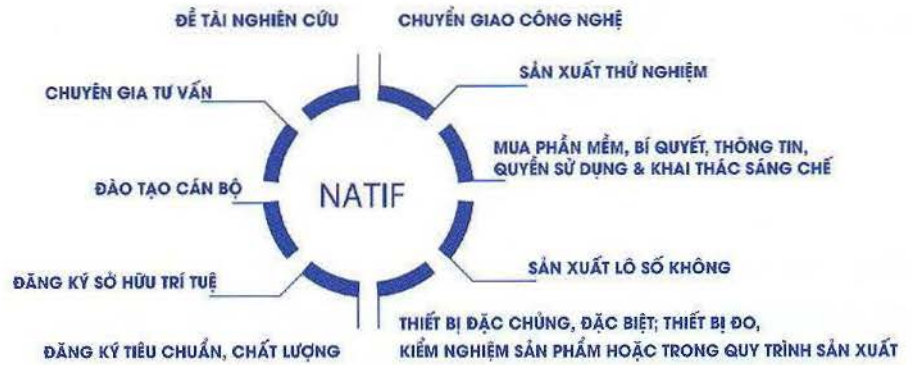 ĐỀ TÀI NGHIÊN CỨU
CHUYỂN GIAO CÔNG NGHỆ
SẢN XUẤT THỬ NGHIỆM
CHUYÊN GIA TƯ VẤN
MUA PHẦN MỀM, BÍ QUYẾT, THÔNG TIN,
QUYỀN SỬ DỤNG & KHAI THÁC SÁNG CHẾ
ĐÀO TẠO CÁN BỘ
NATIF
SẢN XUẤT LÔ SỐ KHÔNG
ĐĂNG KÝ SỞ HỮU TRÍ TUỆ
THIẾT BỊ ĐẶC CHỦNG, ĐẶC BIỆT; THIẾT BỊ ĐO,
KIỂM NGHIỆM SẢN PHẨM HOẶC TRONG QUY TRÌNH SẢN XUẤT
ĐĂNG KÝ TIÊU CHUẨN, CHẤT LƯỢNG